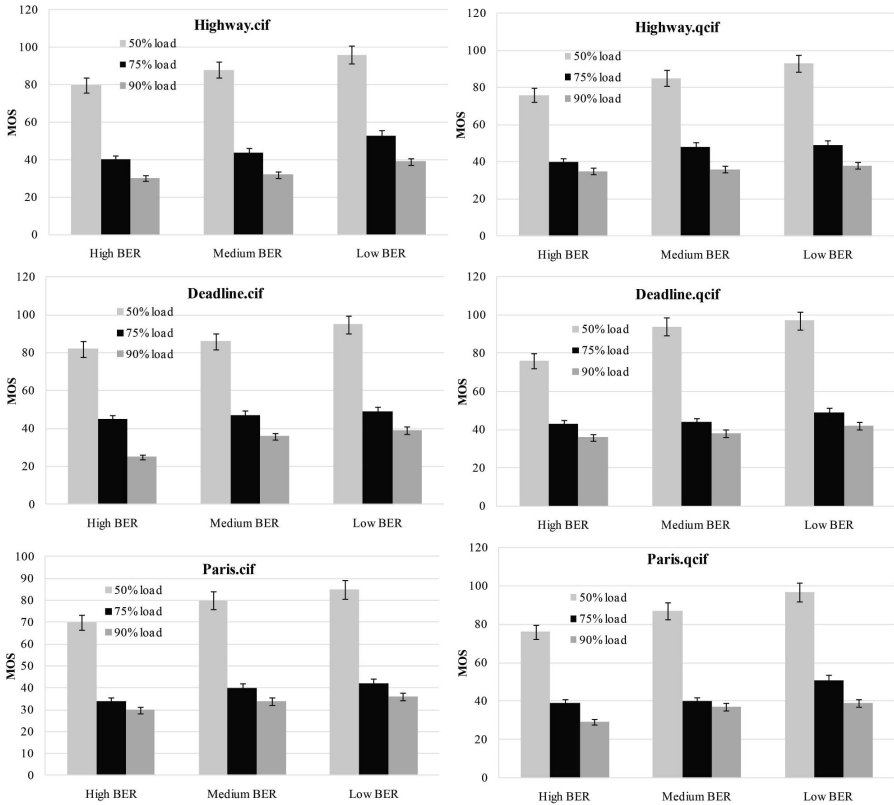 Highway.cif
50% load
75% load
90% load
MOS
120
100
80
60
40
20
0
High BER
Medium BER
Low BER
Highway.qcif
50% load
75% load
90% load
120
100
80
60
40
20
0
High BER
Medium BER
Low BER
Deadline.cif
50% load
75% load
90% load
MOS
120
100
80
60
40
20
0
High BER
Medium BER
Low BER
Deadline.qcif
50% load
75% load
90% load
MOS
120
100
80
60
40
20
0
High BER
Medium BER
Low BER
Paris.cif
50% load
75% load
90% load
MOS
100
90
80
70
60
50
40
30
20
10
0
High BER
Medium BER
Low BER
Paris.qcif
50% load
75% load
90% load
MOS
120
100
80
60
40
20
0
High BER
Medium BER
Low BER